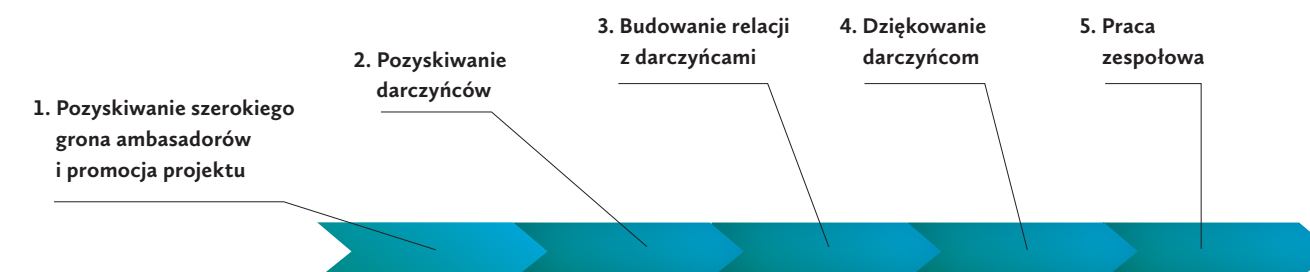 1. Pozyskiwanie szerokiego
grona ambasadorów
i promocja projektu
2. Pozyskiwanie
darczyńców
3. Budowanie relacji
z darczyńcami
4. Dziękowanie
darczyńcom
5. Praca
zespołowa